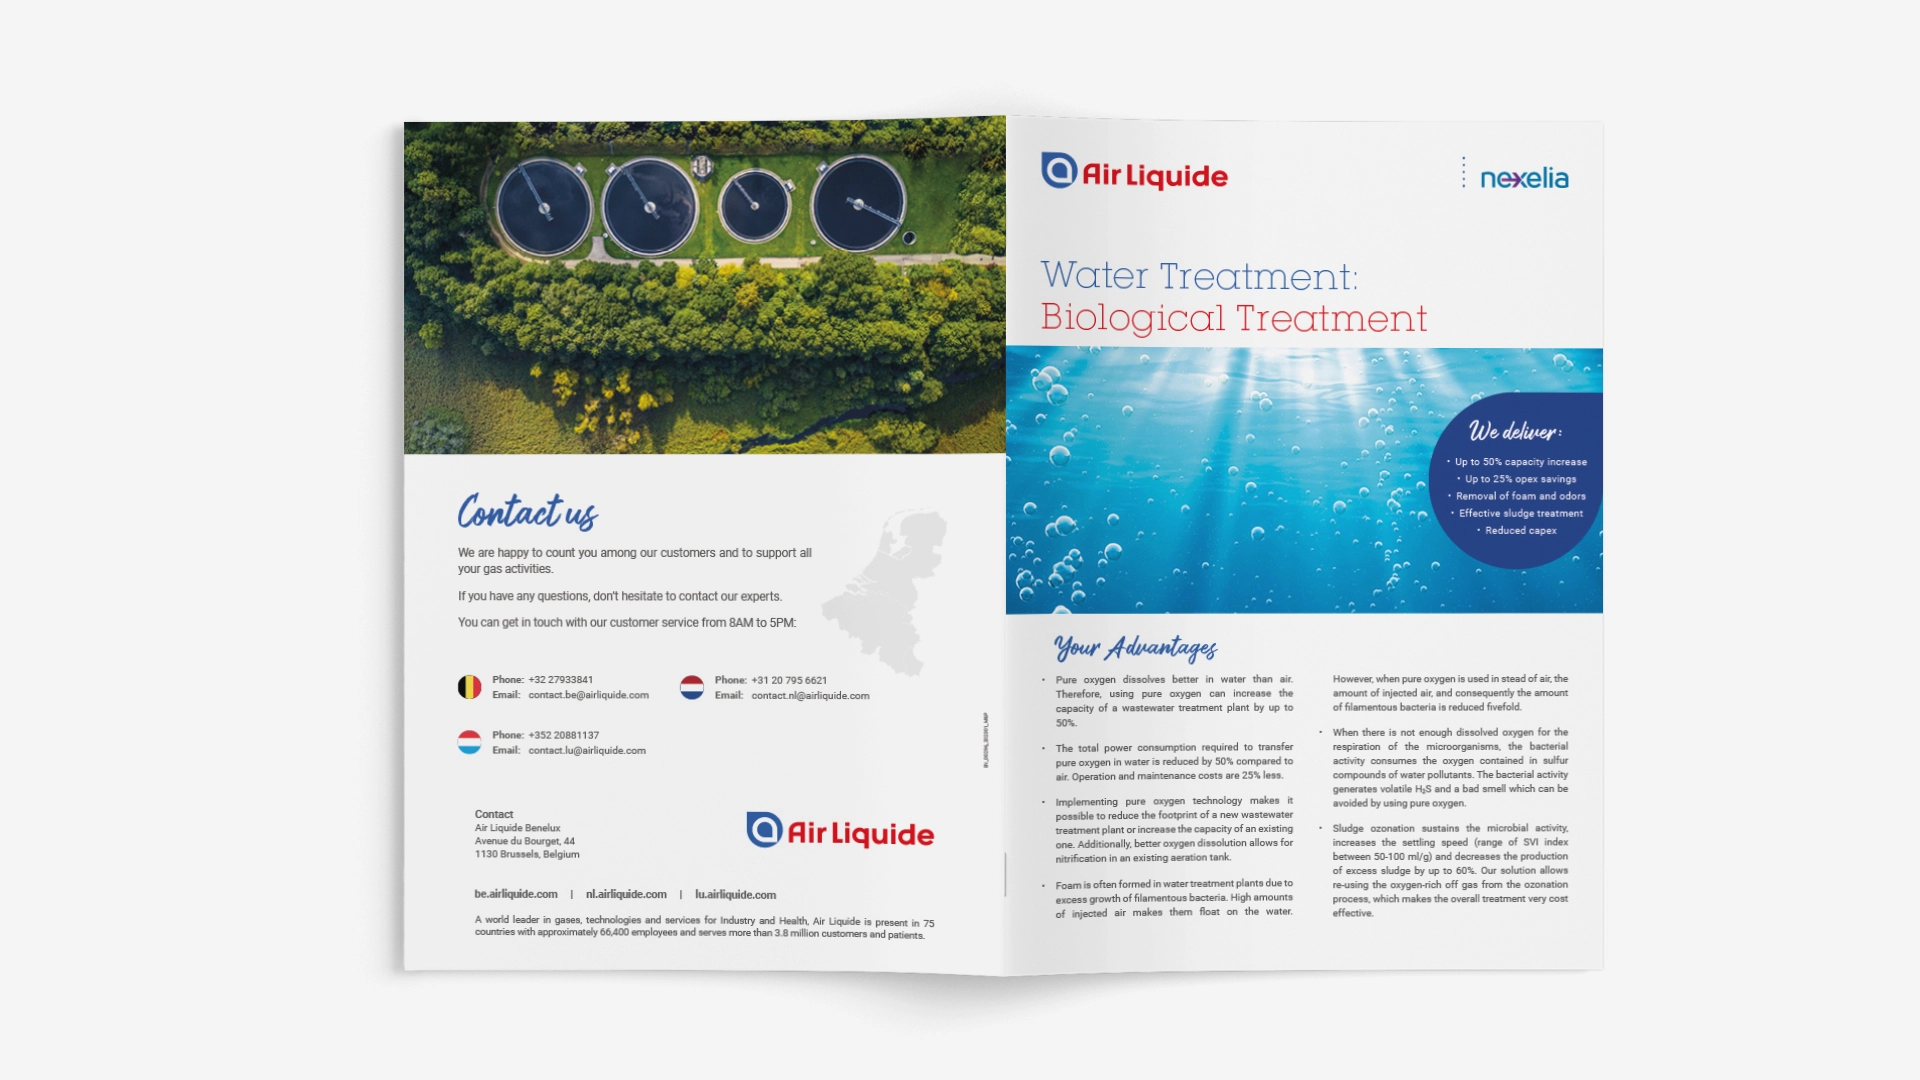 Contact us
We are happy to count you among our customers and to support all
your gas activities.
If you have any questions, don't hesitate to contact our experts.
You can get in touch with our customer service from 8AM to 5PM:
Phone: +32 27933841
Email: contact.be@airliquide.com
Phone: +31 20 795 6621
Email: contact.nl@airliquide.com
Phone: +352 20881137
Email: contact.lu@airliquide.com
Contact
Air Liquide Benelux
Avenue du Bourget, 44
1130 Brussels, Belgium
Air Liquide
be.airliquide.com | nl.airliquide.com | lu.airliquide.com
A world leader in gases, technologies and services for Industry and Health, Air Liquide is present in 75
countries with approximately 66,400 employees and serves more than 3.8 million customers and patients.
Air Liquide
nexelia
Water Treatment:
Biological Treatment
We deliver:
• Up to 50% capacity increase
• Up to 25% opex savings
• Removal of foam and odors
• Effective sludge treatment
• Reduced capex
Your Advantages
• Pure oxygen dissolves better in water than air.
Therefore, using pure oxygen can increase the
capacity of a wastewater treatment plant by up to
50%.
• The total power consumption required to transfer
pure oxygen in water is reduced by 50% compared to
air. Operation and maintenance costs are 25% less.
• Implementing pure oxygen technology makes it
possible to reduce the footprint of a new wastewater
treatment plant or increase the capacity of an existing
one. Additionally, better oxygen dissolution allows for
nitrification in an existing aeration tank.
• Foam is often formed in water treatment plants due to
excess growth of filamentous bacteria. High amounts
of injected air makes them float on the water.
However, when pure oxygen is used in stead of air, the
amount of injected air, and consequently the amount
of filamentous bacteria is reduced fivefold.
• When there is not enough dissolved oxygen for the
respiration of the microorganisms, the bacterial
activity consumes the oxygen contained in sulfur
compounds of water pollutants. The bacterial activity
generates volatile H₂S and a bad smell which can be
avoided by using pure oxygen.
• Sludge ozonation sustains the microbial activity,
increases the settling speed (range of SVI index
between 50-100 ml/g) and decreases the production
of excess sludge by up to 60%. Our solution allows
re-using the oxygen-rich off gas from the ozonation
process, which makes the overall treatment very cost
effective.